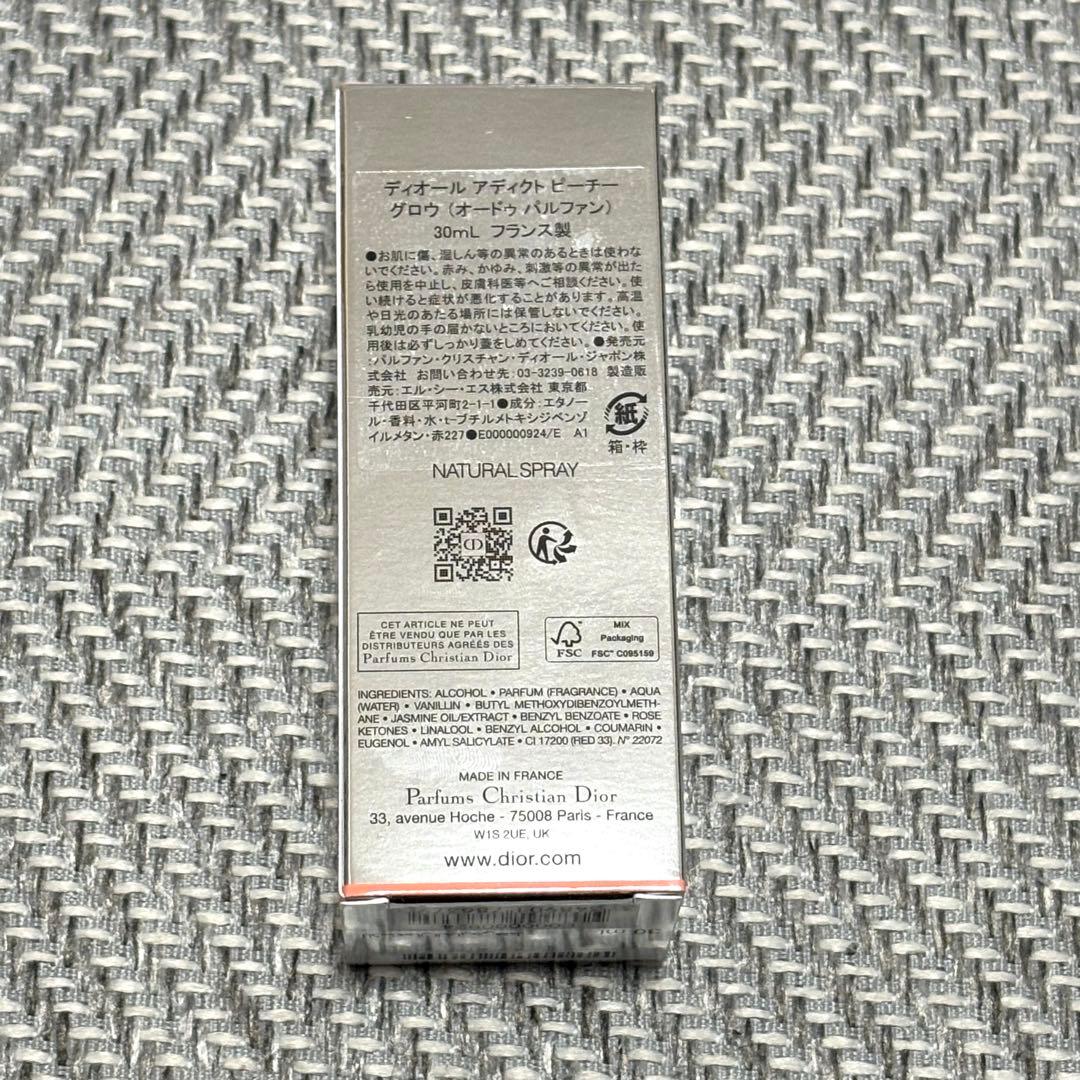 ディオール アディクト ピーチー
グロウ (オードゥ パルファン)
30mL フランス製
●お肌に傷、湿しん等の異常のあるときは使わな
いでください。赤み、かゆみ、刺激等の異常が出た
ら使用を中止し、皮膚科医等へご相談ください。使
い続けると症状が悪化することがあります。高温
や日光のあたる場所には保管しないでください。
乳幼児の手の届かないところにおいてください。使
用後は必ずしっかり蓋をしめてください。●発売元
:パルファン・クリスチャン・ディオール・ジャポン株
式会社 お問い合わせ先:03-3239-0618 製造販
売元:エル・シー・エス株式会社 東京都
千代田区平河町2-1-1●成分:エタノー
ル・香料・水・t-ブチルメトキシジベンゾ
イルメタン・赤227●E000000924/E A1
紙
箱・枠
NATURAL SPRAY
CD
CET ARTICLE NE PEUT
ÊTRE VENDU QUE PAR LES
DISTRIBUTEURS AGRÉÉS DES
Parfums Christian Dior
FSC
MIX
Packaging
FSC™ C095159
INGREDIENTS: ALCOHOL • PARFUM (FRAGRANCE) • AQUA
(WATER) • VANILLIN • BUTYL METHOXYDIBENZOYLMETH-
ANE • JASMINE OIL/EXTRACT • BENZYL BENZOATE • ROSE
KETONES • LINALOOL • BENZYL ALCOHOL • COUMARIN •
EUGENOL • AMYL SALICYLATE • CI 17200 (RED 33). N° 22072
MADE IN FRANCE
Parfums Christian Dior
33, avenue Hoche - 75008 Paris - France
W1S 2UE, UK
www.dior.com